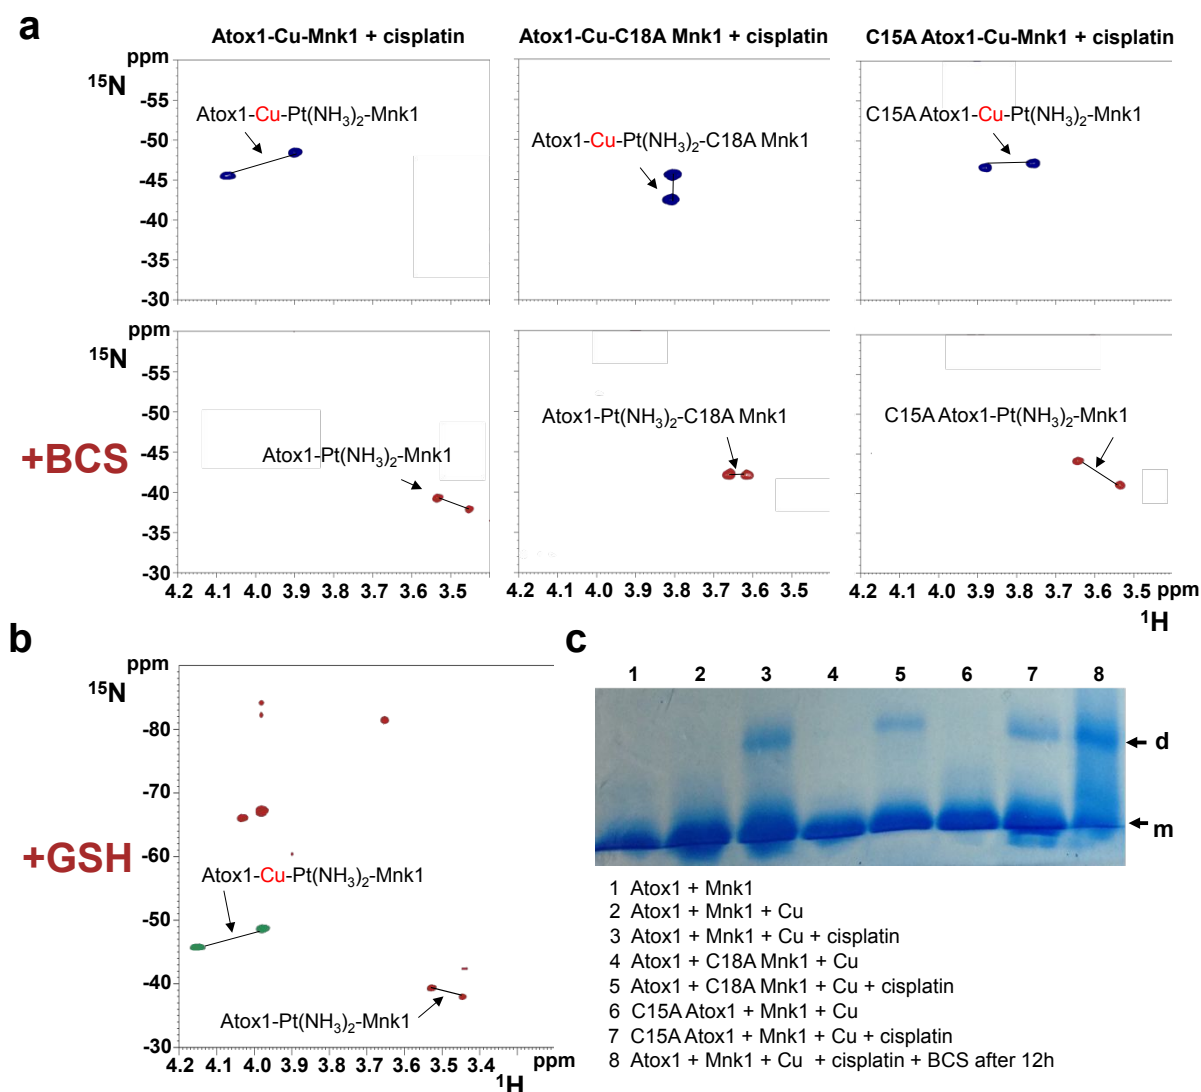 a
Atox1-Cu-Mnk1 + cisplatin
Atox1-Cu-C18A Mnk1 + cisplatin
C15A Atox1-Cu-Mnk1 + cisplatin
ppm
15N
-55
-50
-45
-40
-35
-30
Atox1-Cu-Pt(NH3)2-Mnk1
Atox1-Cu-Pt(NH3)2-C18A Mnk1
C15A Atox1-Cu-Pt(NH3)2-Mnk1
+BCS
ppm
15N
-55
-50
-45
-40
-35
-30
Atox1-Pt(NH3)2-Mnk1
Atox1-Pt(NH3)2-C18A Mnk1
C15A Atox1-Pt(NH3)2-Mnk1
4.2 4.1 4.0 3.9 3.8 3.7 3.6 3.5
4.2 4.1 4.0 3.9 3.8 3.7 3.6 3.5
4.2 4.1 4.0 3.9 3.8 3.7 3.6 3.5 ppm
1H
b
+GSH
ppm
15N
-80
-70
-60
-50
-40
-30
Atox1-Cu-Pt(NH3)2-Mnk1
Atox1-Pt(NH3)2-Mnk1
4.2 4.1 4.0 3.9 3.8 3.7 3.6 3.5 3.4 ppm
1H
c
1 2 3 4 5 6 7 8
d
m
1 Atox1 + Mnk1
2 Atox1 + Mnk1 + Cu
3 Atox1 + Mnk1 + Cu + cisplatin
4 Atox1 + C18A Mnk1 + Cu
5 Atox1 + C18A Mnk1 + Cu + cisplatin
6 C15A Atox1 + Mnk1 + Cu
7 C15A Atox1 + Mnk1 + Cu + cisplatin
8 Atox1 + Mnk1 + Cu + cisplatin + BCS after 12h